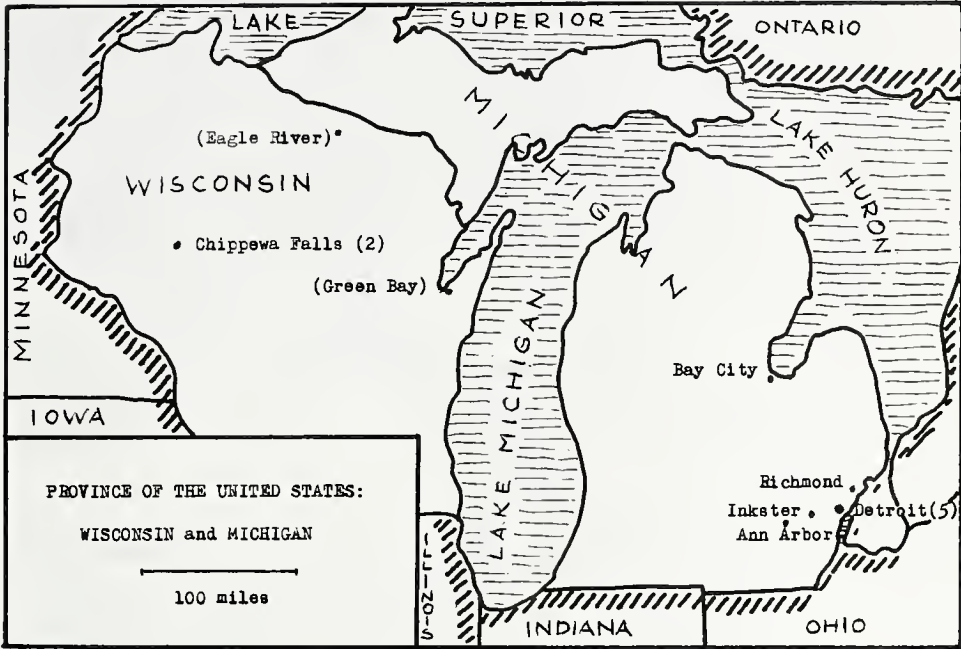 LAKE SUPERIOR
ONTARIO
MICHIGAN
LAKE HURON
(Eagle River)
WISCONSIN
MINNESOTA
Chippewa Falls (2)
(Green Bay)
LAKE MICHIGAN
Bay City
IOWA
PROVINCE OF THE UNITED STATES:
WISCONSIN and MICHIGAN
100 miles
Richmond
Inkster
Detroit(5)
Ann Arbor
ILLINOIS
INDIANA
OHIO